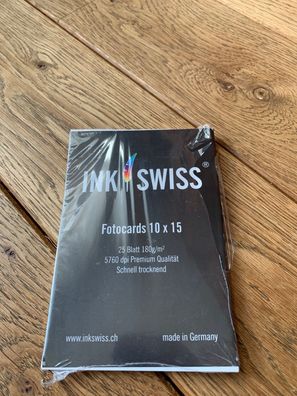 INK SWISS®
Fotocards 10 x 15
25 Blatt 180g/m²
5760 dpi Premium Qualität
Schnell trocknend
www.inkswiss.ch made in Germany